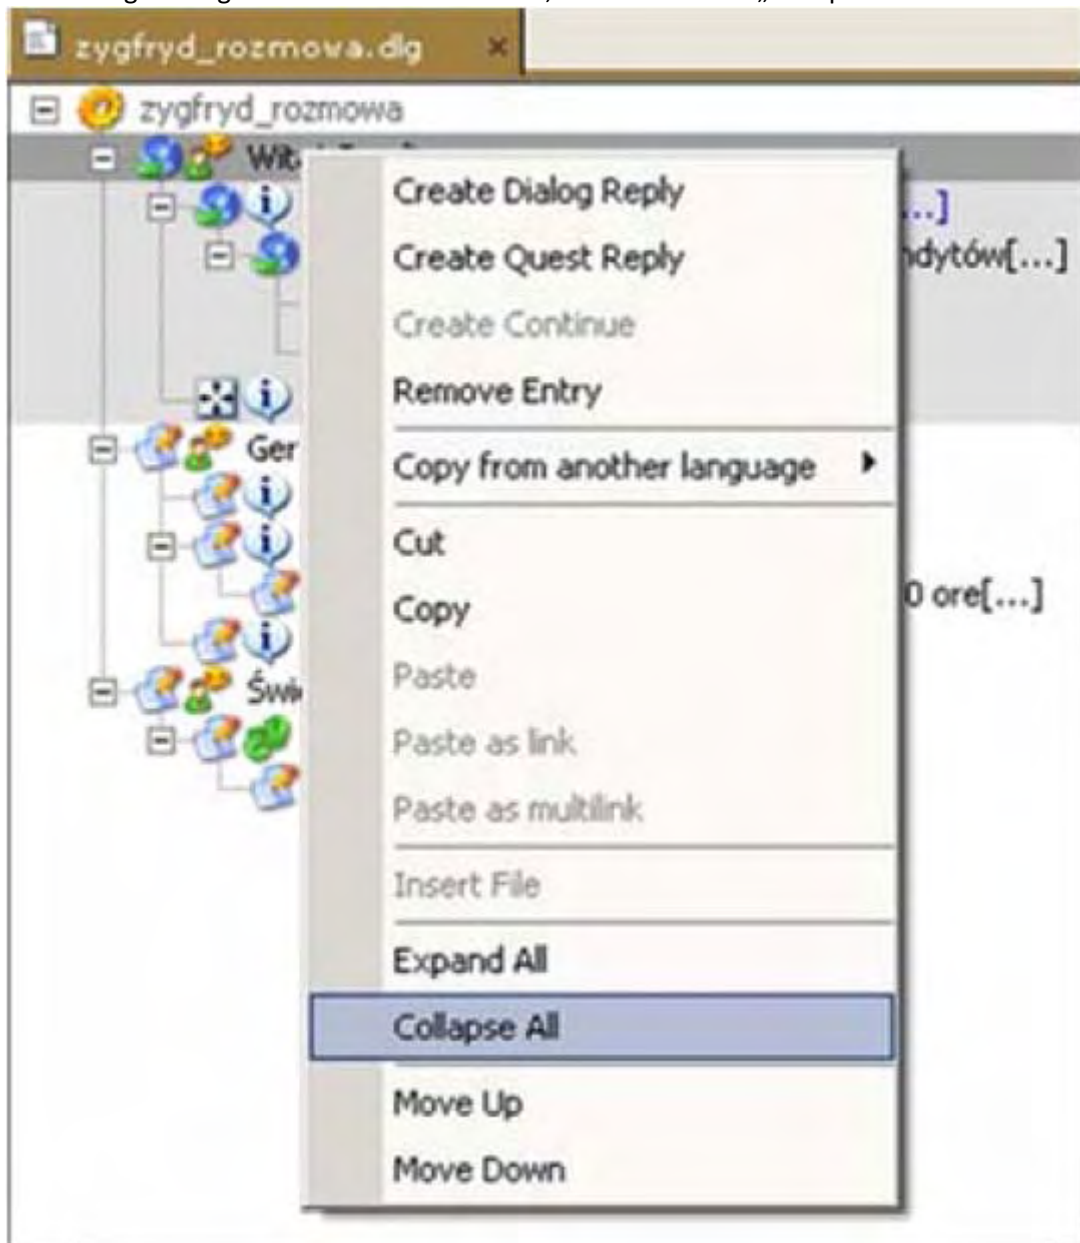 zygfryd_rozmowa.dlg
zygfryd_rozmowa
Wit
Create Dialog Reply
...]
Create Quest Reply
ndytów[...]
Create Continue
Remove Entry
Ger
Copy from another language
Cut
0 ore[...]
Copy
Paste
Świ
Paste as link
Paste as multilink
Insert File
Expand All
Collapse All
Move Up
Move Down